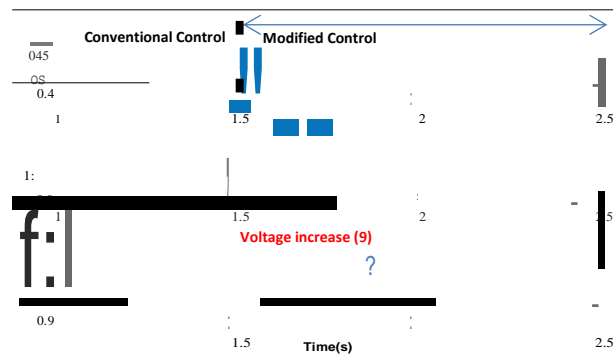 Conventional Control Modified Control
045
OS
0.4
1 1.5 2 2.5
1:
1 1.5 2 2.5
f:
Voltage increase (9)
?
0.9
1.5 2.5
Time(s)